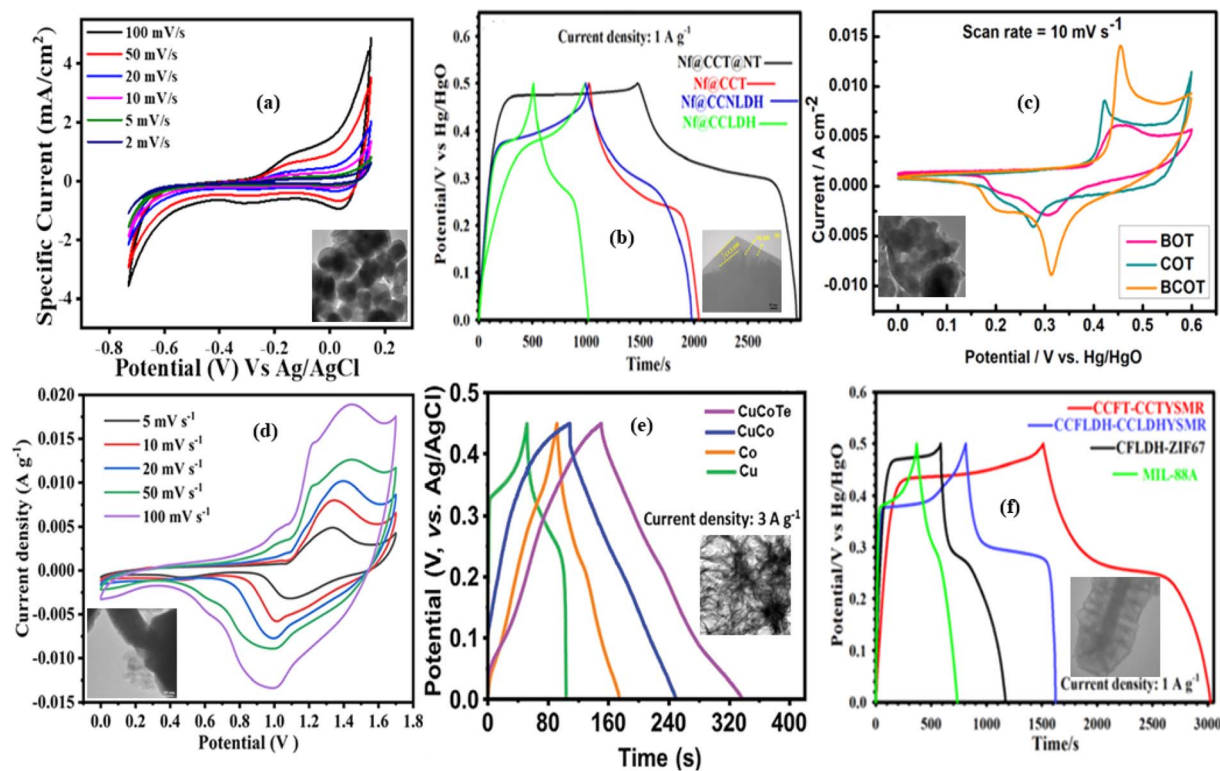 100 mV/s
50 mV/s
20 mV/s
10 mV/s
5 mV/s
2 mV/s
(a)
Specific Current (mA/cm²)
4
2
0
-2
-4
-0.8
-0.6
-0.4
-0.2
0.0
0.2
Potential (V) Vs Ag/AgCl
Current density: 1 A g⁻¹
Nf@CCT@NT
Nf@CCT
Nf@CCNLDH
Nf@CCLDH
(b)
Potential/V vs Hg/HgO
0.6
0.5
0.4
0.3
0.2
0.1
0.0
0
500
1000
1500
2000
2500
Time/s
Scan rate = 10 mV s⁻¹
(c)
Current / A cm⁻²
0.015
0.010
0.005
0.000
-0.005
-0.010
BOT
COT
BCOT
0.0
0.1
0.2
0.3
0.4
0.5
0.6
Potential / V vs. Hg/HgO
5 mV s⁻¹
10 mV s⁻¹
20 mV s⁻¹
50 mV s⁻¹
100 mV s⁻¹
(d)
Current density (A g⁻¹)
0.020
0.015
0.010
0.005
0.000
-0.005
-0.010
-0.015
0.0
0.2
0.4
0.6
0.8
1.0
1.2
1.4
1.6
1.8
Potential (V )
(e)
CuCoTe
CuCo
Co
Cu
Current density: 3 A g⁻¹
Potential (V, vs. Ag/AgCl)
0.5
0.4
0.3
0.2
0.1
0.0
0
80
160
240
320
400
Time (s)
CCFT-CCTYSMR
CCFLDH-CCLDHYSMR
CFLDH-ZIF67
MIL-88A
(f)
Current density: 1 A g⁻¹
Potential/V vs Hg/HgO
0.6
0.5
0.4
0.3
0.2
0.1
0.0
0
500
1000
1500
2000
2500
3000
Time/s